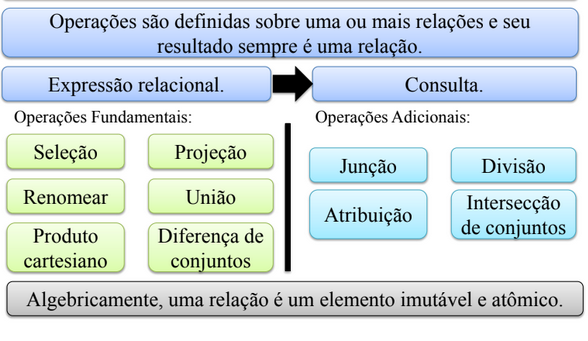 Operações são definidas sobre uma ou mais relações e seu
resultado sempre é uma relação.
Expressão relacional.
Consulta.
Operações Fundamentais:
Seleção
Projeção
Renomear
União
Produto
cartesiano
Diferença de
conjuntos
Operações Adicionais:
Junção
Divisão
Atribuição
Intersecção
de conjuntos
Algebricamente, uma relação é um elemento imutável e atômico.